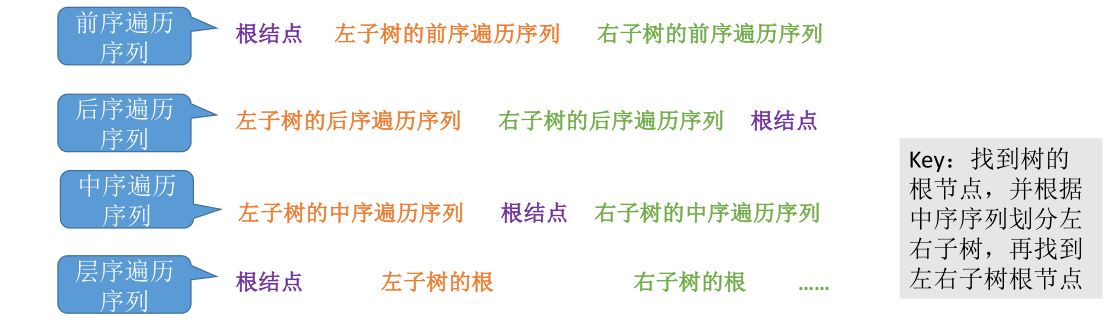 前序遍历
序列
根结点 左子树的前序遍历序列 右子树的前序遍历序列
后序遍历
序列
左子树的后序遍历序列 右子树的后序遍历序列 根结点
中序遍历
序列
左子树的中序遍历序列 根结点 右子树的中序遍历序列
层序遍历
序列
根结点 左子树的根 右子树的根 ……
Key：找到树的
根节点，并根据
中序序列划分左
右子树，再找到
左右子树根节点